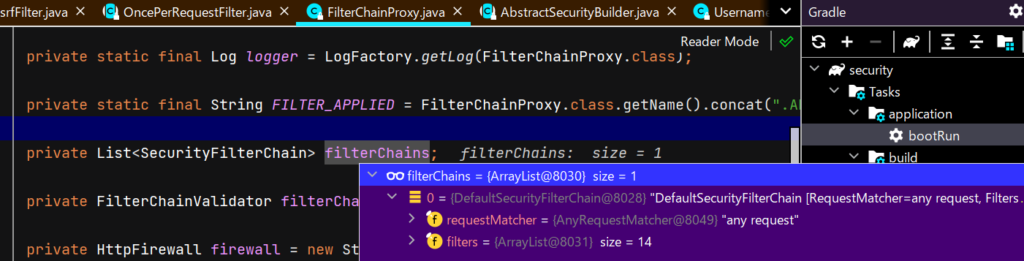 srfFilter.java OncePerRequestFilter.java FilterChainProxy.java AbstractSecurityBuilder.java Username
Gradle
Reader Mode
private static final Log logger = LogFactory.getLog(FilterChainProxy.class);
security
Tasks
private static final String FILTER_APPLIED = FilterChainProxy.class.getName().concat(".A
application
bootRun
private List<SecurityFilterChain> filterChains; filterChains: size = 1
build
filterChains = {ArrayList@8030} size = 1
0 = {DefaultSecurityFilterChain@8028} "DefaultSecurityFilterChain [RequestMatcher=any request, Filters...
private FilterChainValidator filterCha
requestMatcher = {AnyRequestMatcher@8049} "any request"
filters = {ArrayList@8031} size = 14
private HttpFirewall firewall = new St